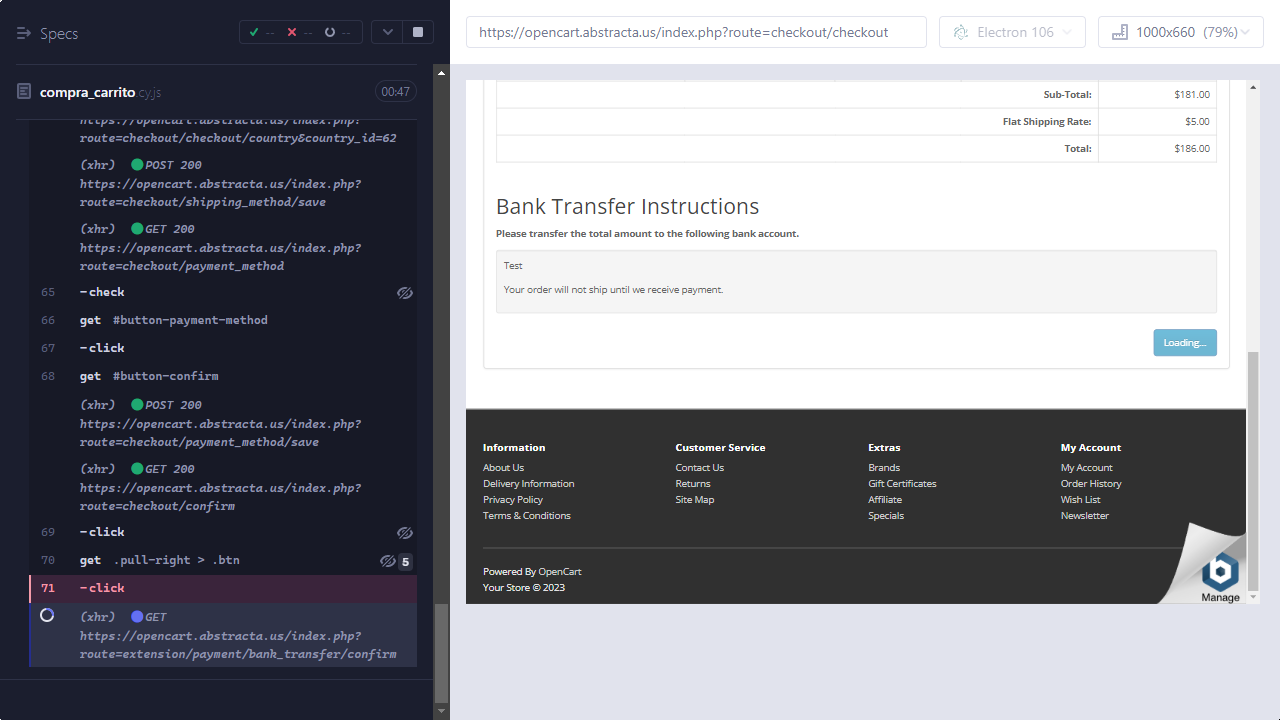 Specs
--
--
--
compra_carrito.cy.js
00:47
https://opencart.abstracta.us/index.php?
route=checkout/checkout/country&country_id=62
(xhr) POST 200
https://opencart.abstracta.us/index.php?
route=checkout/shipping_method/save
(xhr) GET 200
https://opencart.abstracta.us/index.php?
route=checkout/payment_method
65 -check
66 get #button-payment-method
67 -click
68 get #button-confirm
(xhr) POST 200
https://opencart.abstracta.us/index.php?
route=checkout/payment_method/save
(xhr) GET 200
https://opencart.abstracta.us/index.php?
route=checkout/confirm
69 -click
70 get .pull-right > .btn 5
71 -click
(xhr) GET
https://opencart.abstracta.us/index.php?
route=extension/payment/bank_transfer/confirm
https://opencart.abstracta.us/index.php?route=checkout/checkout
Electron 106
1000x660 (79%)
Sub-Total: $181.00
Flat Shipping Rate: $5.00
Total: $186.00
Bank Transfer Instructions
Please transfer the total amount to the following bank account.
Test
Your order will not ship until we receive payment.
Loading...
Information
About Us
Delivery Information
Privacy Policy
Terms & Conditions
Customer Service
Contact Us
Returns
Site Map
Extras
Brands
Gift Certificates
Affiliate
Specials
My Account
My Account
Order History
Wish List
Newsletter
Powered By OpenCart
Your Store © 2023
Manage